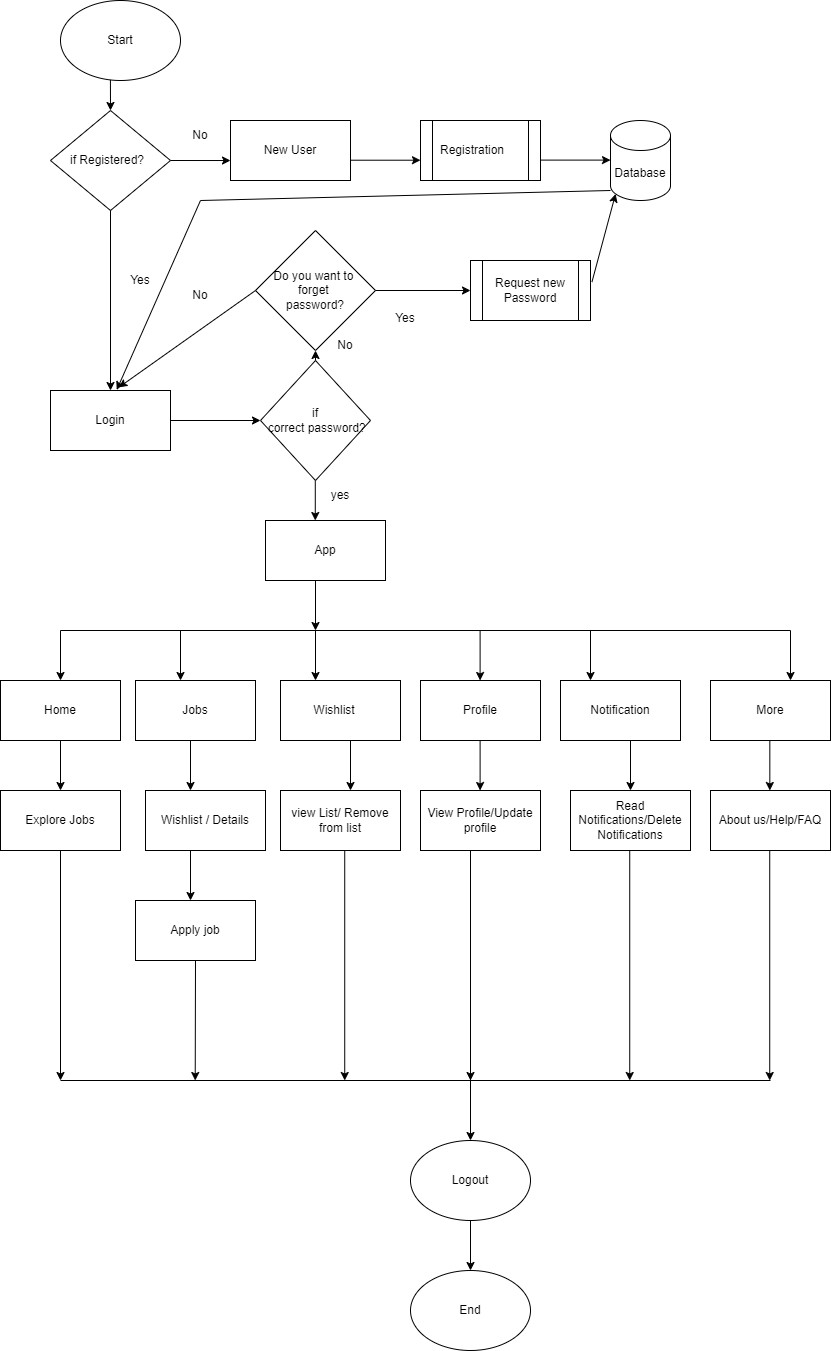 Start
No
if Registered?
New User
Registration
Database
Yes
No
Do you want to
forget
password?
Yes
Request new
Password
No
Login
if
correct password?
yes
App
Home
Jobs
Wishlist
Profile
Notification
More
Explore Jobs
Wishlist / Details
view List/ Remove
from list
View Profile/Update
profile
Read
Notifications/Delete
Notifications
About us/Help/FAQ
Apply job
Logout
End